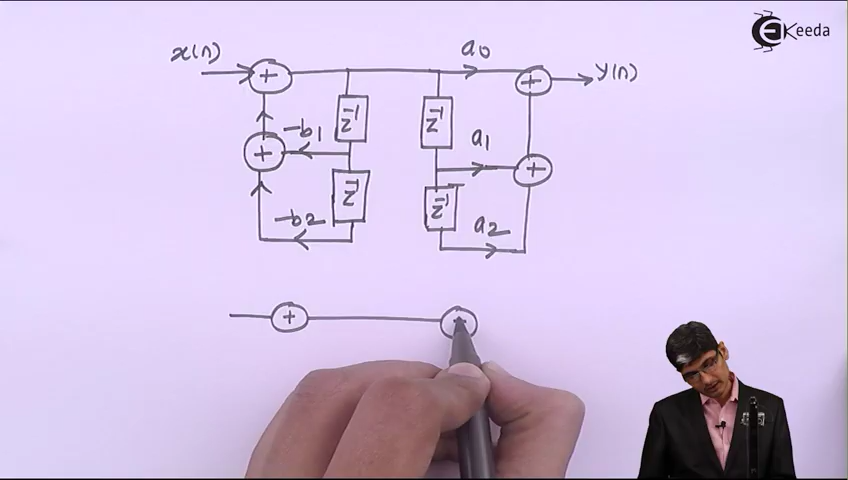 EKeeda
x(n) + a0 + y(n)
z⁻¹ z⁻¹
-b1 a1
+ +
z⁻¹ z⁻¹
-b2 a2
+ +